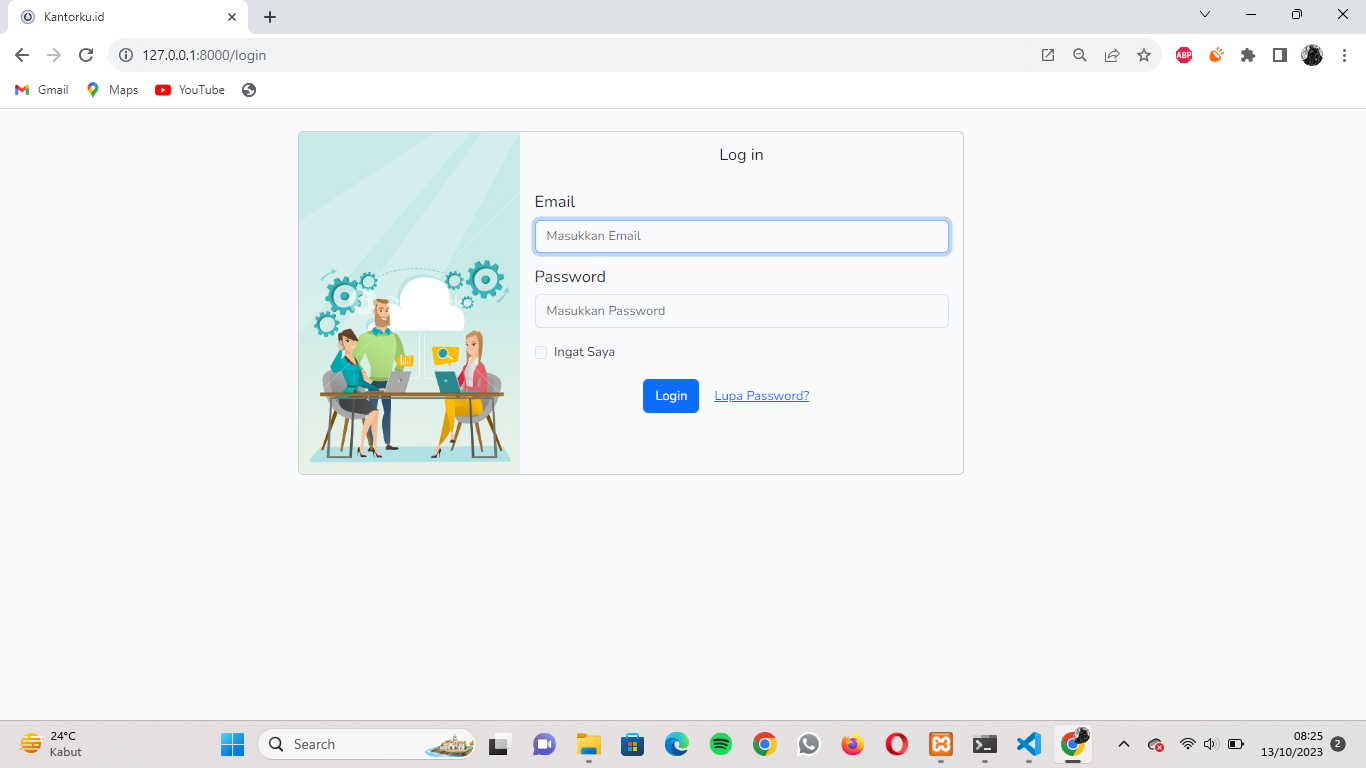 Kantorku.id
127.0.0.1:8000/login
ABP
Gmail Maps YouTube
Log in
Email
Masukkan Email
Password
Masukkan Password
Ingat Saya
Login Lupa Password?
24°C
Kabut
Search
08:25
13/10/2023
2